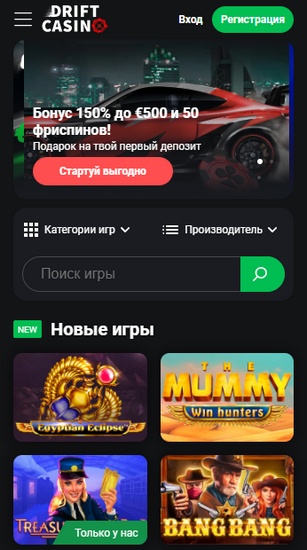 DRIFT
CASINO
Вход
Регистрация
Бонус 150% до €500 и 50
фриспинов!
Подарок на твой первый депозит
Стартуй выгодно
Категории игр
Производитель
Поиск игры
NEW
Новые игры
Egyptian Eclipse
THE
MUMMY
Win hunters
Только у нас
BANG BANG